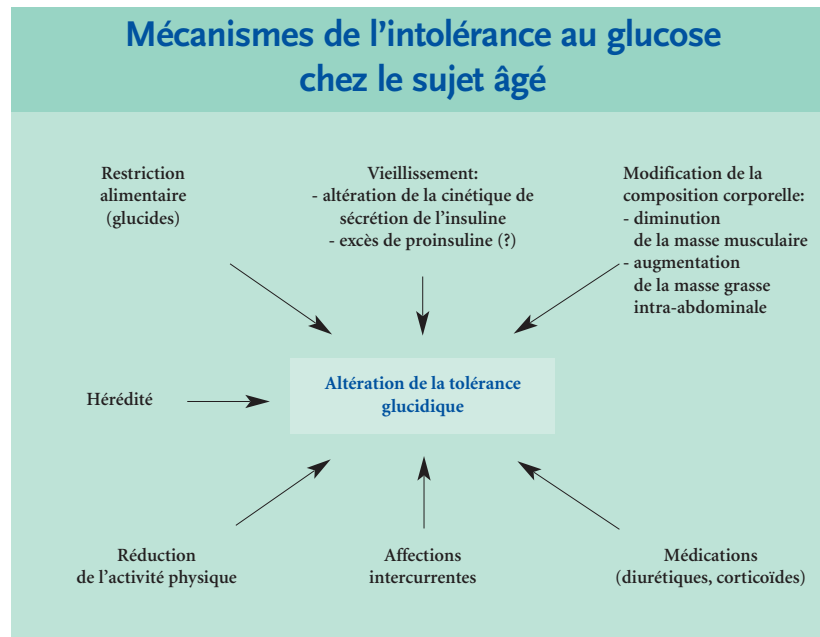 Mécanismes de l'intolérance au glucose
chez le sujet âgé
Restriction
alimentaire
(glucides)
Vieillissement:
- altération de la cinétique de
sécrétion de l'insuline
- excès de proinsuline (?)
Modification de la
composition corporelle:
- diminution
de la masse musculaire
- augmentation
de la masse grasse
intra-abdominale
Hérédité
Altération de la tolérance
glucidique
Réduction
de l'activité physique
Affections
intercurrentes
Médications
(diurétiques, corticoïdes)